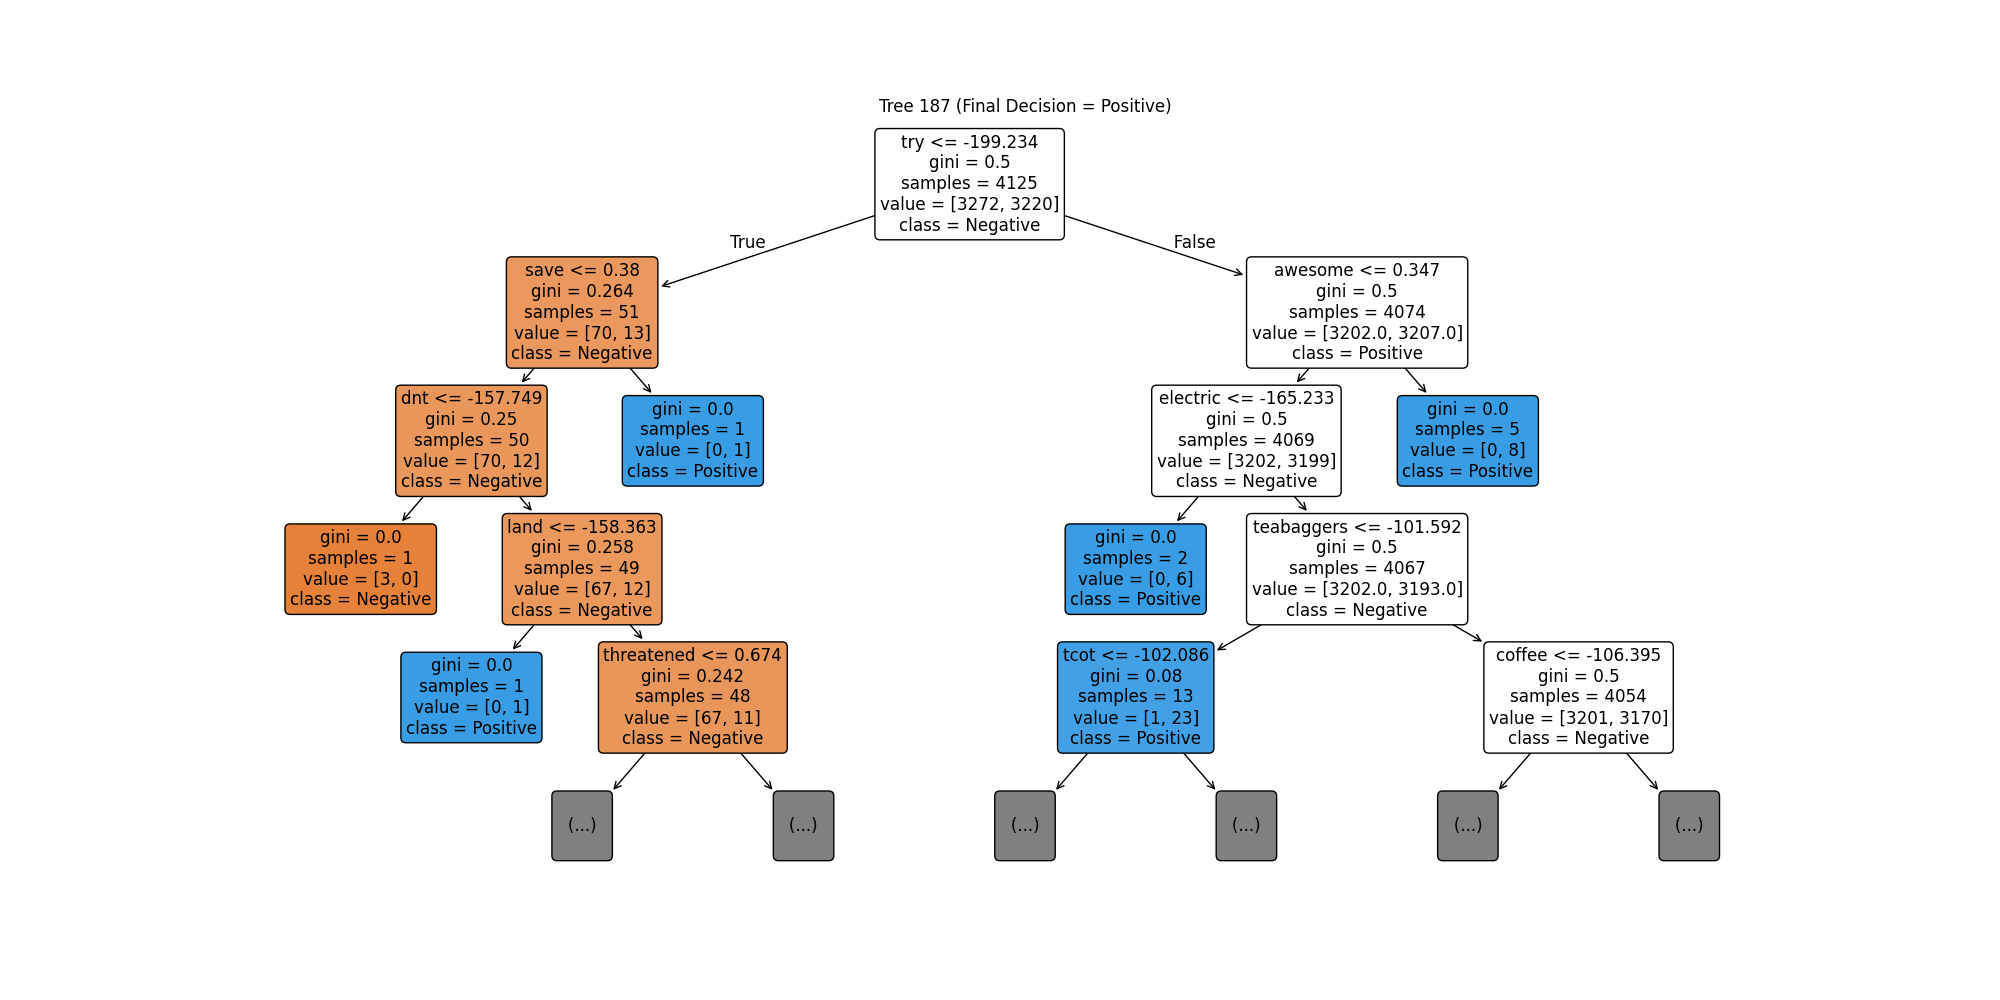 Tree 187 (Final Decision = Positive)
try <= -199.234
gini = 0.5
samples = 4125
value = [3272, 3220]
class = Negative
True
False
save <= 0.38
gini = 0.264
samples = 51
value = [70, 13]
class = Negative
awesome <= 0.347
gini = 0.5
samples = 4074
value = [3202.0, 3207.0]
class = Positive
dnt <= -157.749
gini = 0.25
samples = 50
value = [70, 12]
class = Negative
gini = 0.0
samples = 1
value = [0, 1]
class = Positive
electric <= -165.233
gini = 0.5
samples = 4069
value = [3202, 3199]
class = Negative
gini = 0.0
samples = 5
value = [0, 8]
class = Positive
gini = 0.0
samples = 1
value = [3, 0]
class = Negative
land <= -158.363
gini = 0.258
samples = 49
value = [67, 12]
class = Negative
gini = 0.0
samples = 2
value = [0, 6]
class = Positive
teabaggers <= -101.592
gini = 0.5
samples = 4067
value = [3202.0, 3193.0]
class = Negative
gini = 0.0
samples = 1
value = [0, 1]
class = Positive
threatened <= 0.674
gini = 0.242
samples = 48
value = [67, 11]
class = Negative
tcot <= -102.086
gini = 0.08
samples = 13
value = [1, 23]
class = Positive
coffee <= -106.395
gini = 0.5
samples = 4054
value = [3201, 3170]
class = Negative
(...)
(...)
(...)
(...)
(...)
(...)